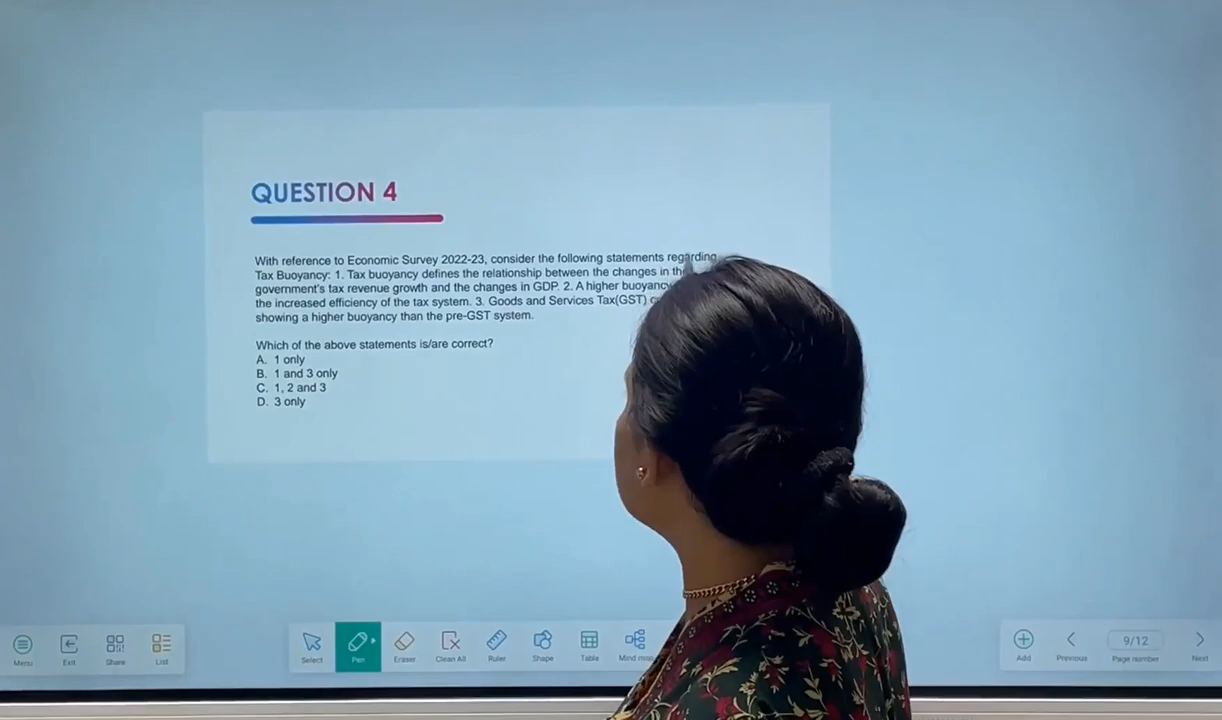 QUESTION 4
With reference to Economic Survey 2022-23, consider the following statements regarding
Tax Buoyancy: 1. Tax buoyancy defines the relationship between the changes in the
government's tax revenue growth and the changes in GDP. 2. A higher buoyancy
the increased efficiency of the tax system. 3. Goods and Services Tax(GST)
showing a higher buoyancy than the pre-GST system.
Which of the above statements is/are correct?
A. 1 only
B. 1 and 3 only
C. 1, 2 and 3
D. 3 only
Menu Exit Share List Select Pen Eraser Clean All Ruler Shape Table Mind map Add Previous 9/12 Page number Next